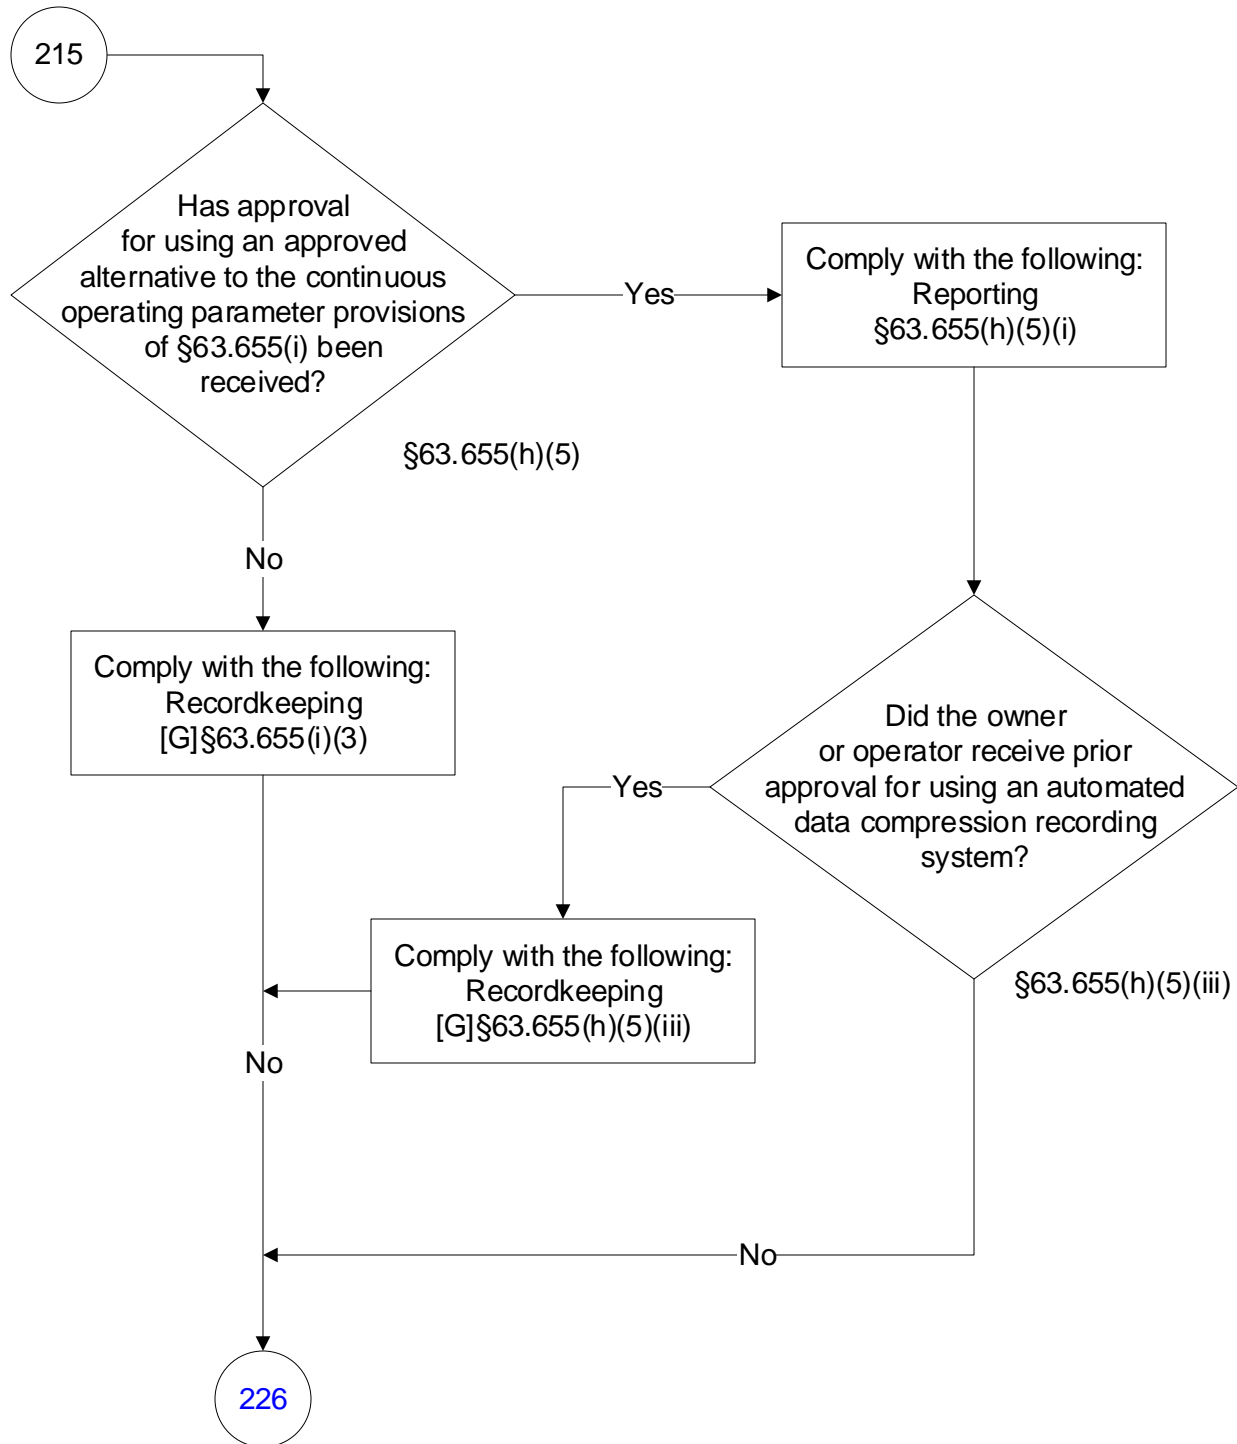 215
Has approval
for using an approved
alternative to the continuous
operating parameter provisions
of §63.655(i) been
received?
§63.655(h)(5)
Yes
Comply with the following:
Reporting
§63.655(h)(5)(i)
No
Comply with the following:
Recordkeeping
[G]§63.655(i)(3)
Did the owner
or operator receive prior
approval for using an automated
data compression recording
system?
§63.655(h)(5)(iii)
Yes
Comply with the following:
Recordkeeping
[G]§63.655(h)(5)(iii)
No
No
226